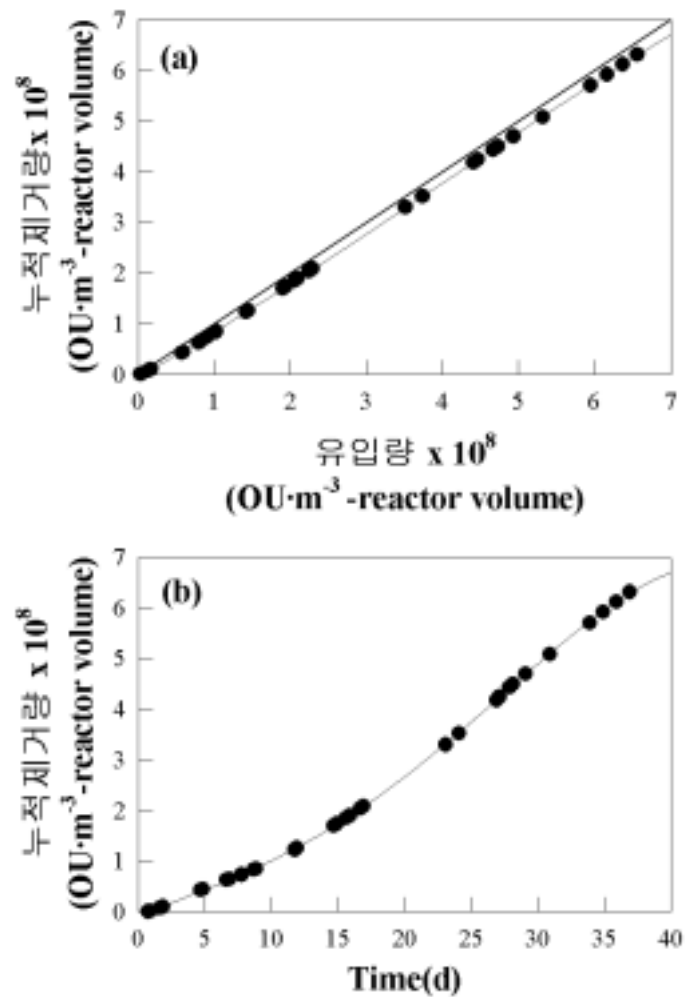 (a)
누적제거량 x 10⁸
(OU·m⁻³-reactor volume)
7
6
5
4
3
2
1
0
0 1 2 3 4 5 6 7
유입량 x 10⁸
(OU·m⁻³-reactor volume)
(b)
누적제거량 x 10⁸
(OU·m⁻³-reactor volume)
7
6
5
4
3
2
1
0
0 5 10 15 20 25 30 35 40
Time(d)